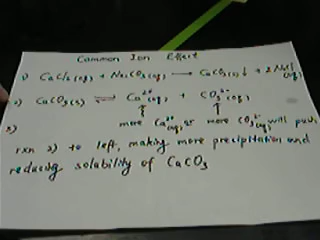 Common Ion Effect
1) CaCl₂(aq) + Na₂CO₃(aq) → CaCO₃(s)↓ + 2NaCl(aq)
2) CaCO₃(s) ⇌ Ca²⁺(aq) + CO₃²⁻(aq)
↑ ↑
3) more Ca²⁺(aq) or more CO₃²⁻(aq) will push
rxn 2) to left, making more precipitation and
reducing solubility of CaCO₃